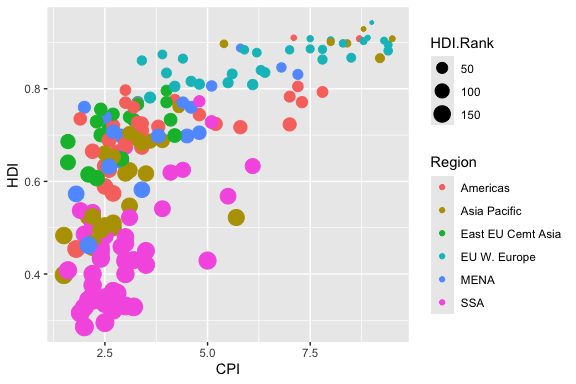 0.8
0.6
0.4
HDI
2.5
5.0
7.5
CPI
HDI.Rank
50
100
150
Region
Americas
Asia Pacific
East EU Cemt Asia
EU W. Europe
MENA
SSA